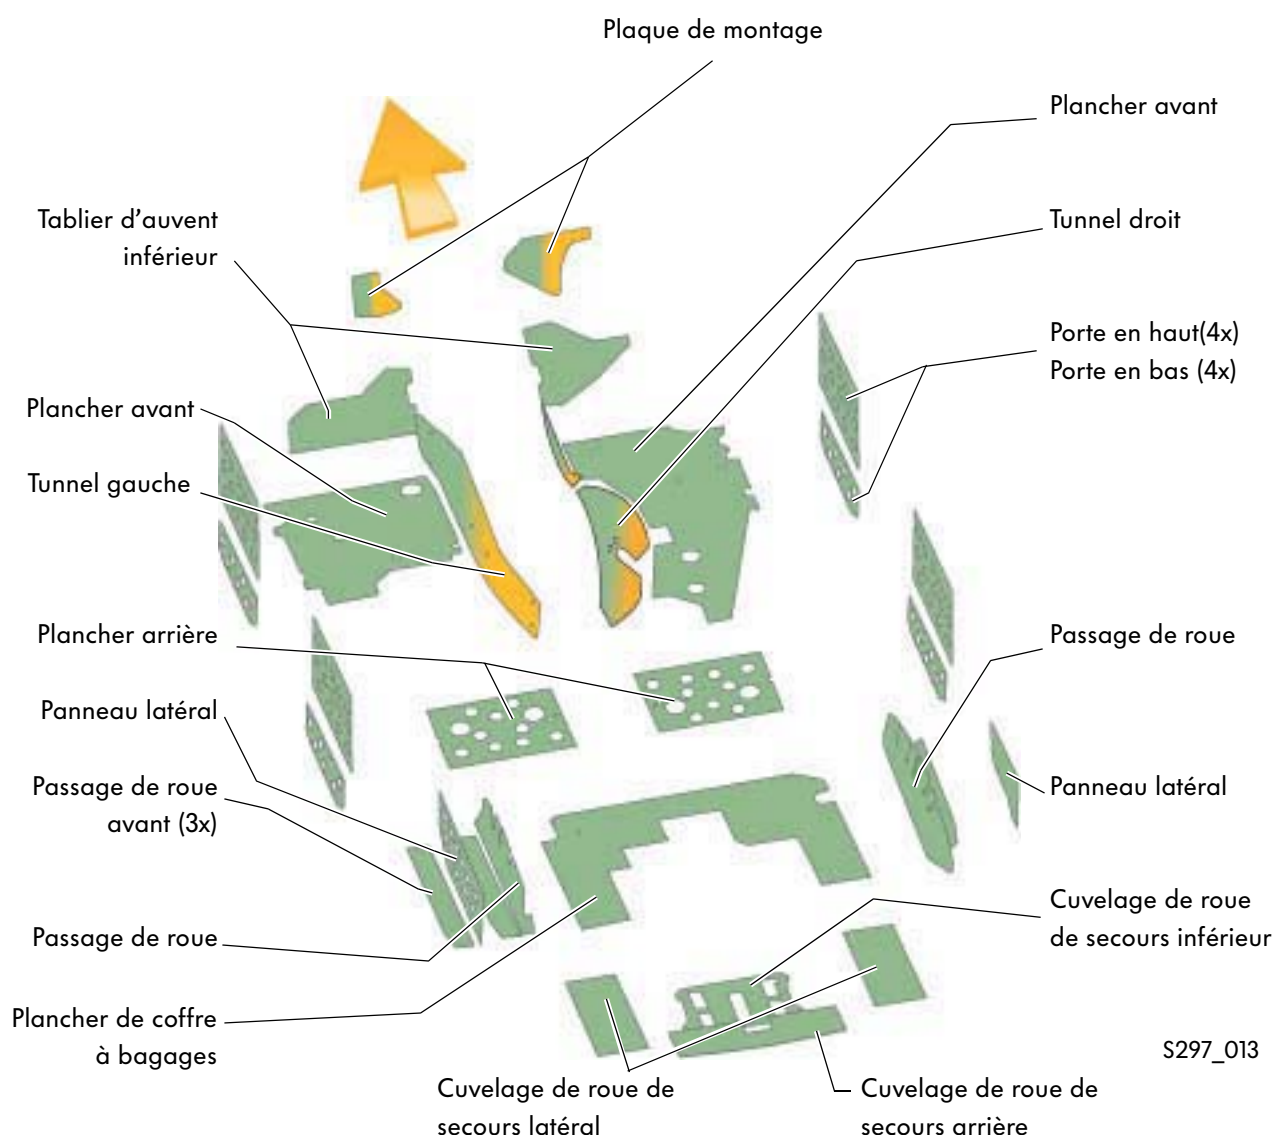 Plaque de montage
Plancher avant
Tablier d’auvent
inférieur
Tunnel droit
Porte en haut(4x)
Porte en bas (4x)
Plancher avant
Tunnel gauche
Plancher arrière
Passage de roue
Panneau latéral
Passage de roue
avant (3x)
Panneau latéral
Passage de roue
Cuvelage de roue
de secours inférieur
Plancher de coffre
à bagages
S297_013
Cuvelage de roue de
secours latéral
Cuvelage de roue de
secours arrière